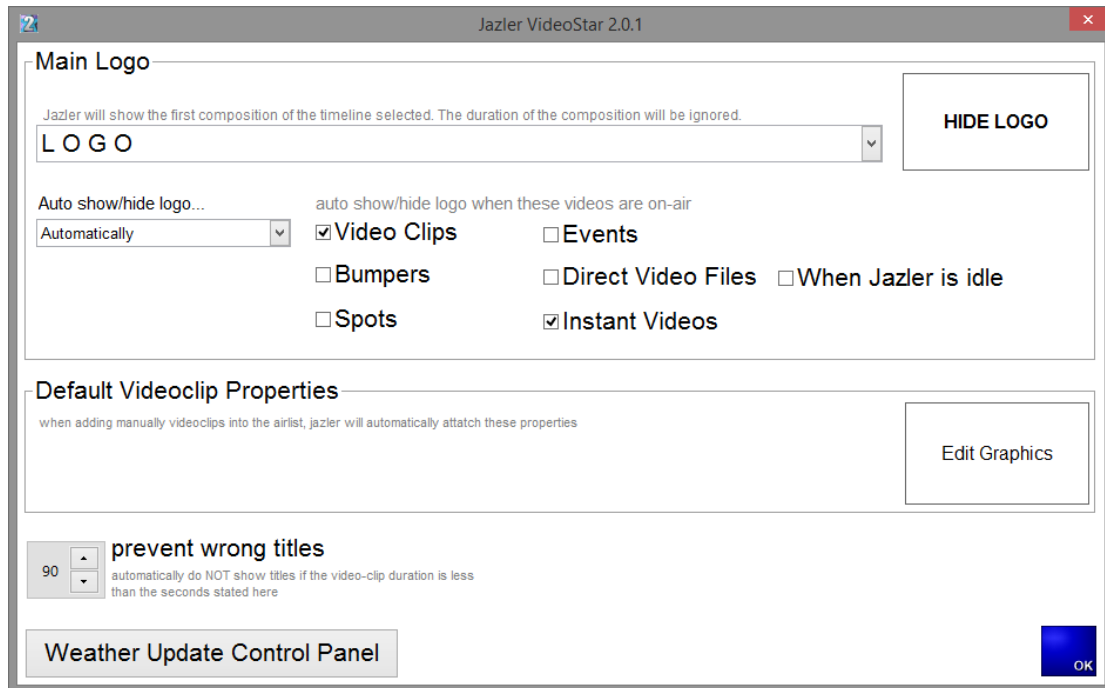 2 Jazler VideoStar 2.0.1
Main Logo
Jazler will show the first composition of the timeline selected. The duration of the composition will be ignored.
L O G O
HIDE LOGO
Auto show/hide logo...
auto show/hide logo when these videos are on-air
Automatically
Video Clips
Events
Bumpers
Direct Video Files
When Jazler is idle
Spots
Instant Videos
Default Videoclip Properties
when adding manually videoclips into the airlist, jazler will automatically attatch these properties
Edit Graphics
90
prevent wrong titles
automatically do NOT show titles if the video-clip duration is less
than the seconds stated here
Weather Update Control Panel
OK